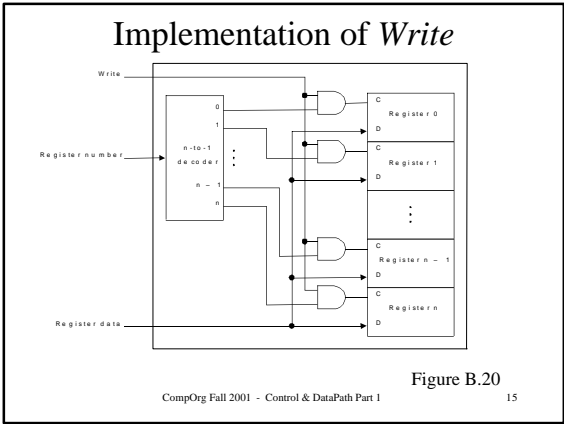 Implementation of Write
Write
0
1
n-to-1
decoder
Register number
n – 1
n
Register data
C
Register 0
D
C
Register 1
D
C
Register n – 1
D
C
Register n
D
Figure B.20
CompOrg Fall 2001 - Control & DataPath Part 1
15